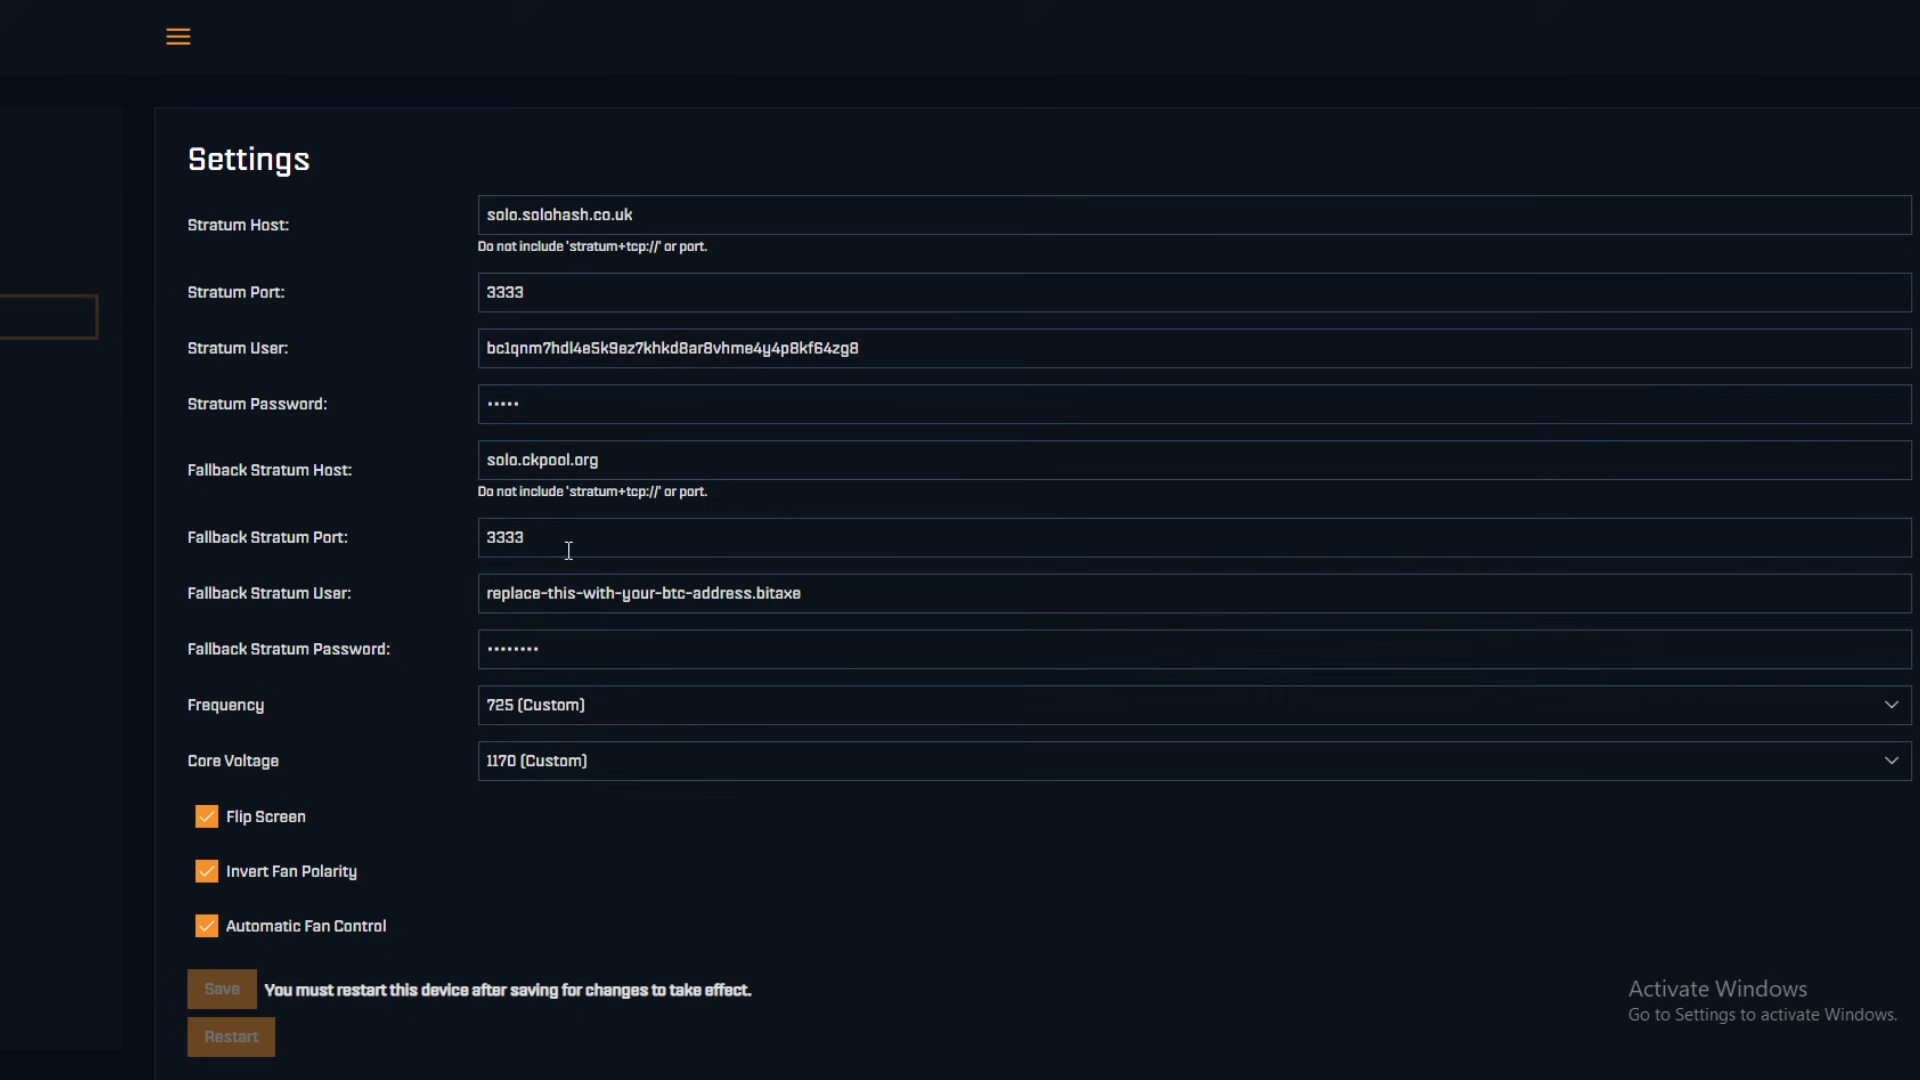 Settings
Stratum Host:
solo.solohash.co.uk
Do not include 'stratum+tcp://' or port.
Stratum Port:
3333
Stratum User:
bc1qnm7hdl4e5k9ez7khkd8ar8vhme4y4p8kf64zg8
Stratum Password:
•••••
Fallback Stratum Host:
solo.ckpool.org
Do not include 'stratum+tcp://' or port.
Fallback Stratum Port:
3333
Fallback Stratum User:
replace-this-with-your-btc-address.bitaxe
Fallback Stratum Password:
••••••••
Frequency
725 (Custom)
Core Voltage
1170 (Custom)
Flip Screen
Invert Fan Polarity
Automatic Fan Control
Save
You must restart this device after saving for changes to take effect.
Restart
Activate Windows
Go to Settings to activate Windows.